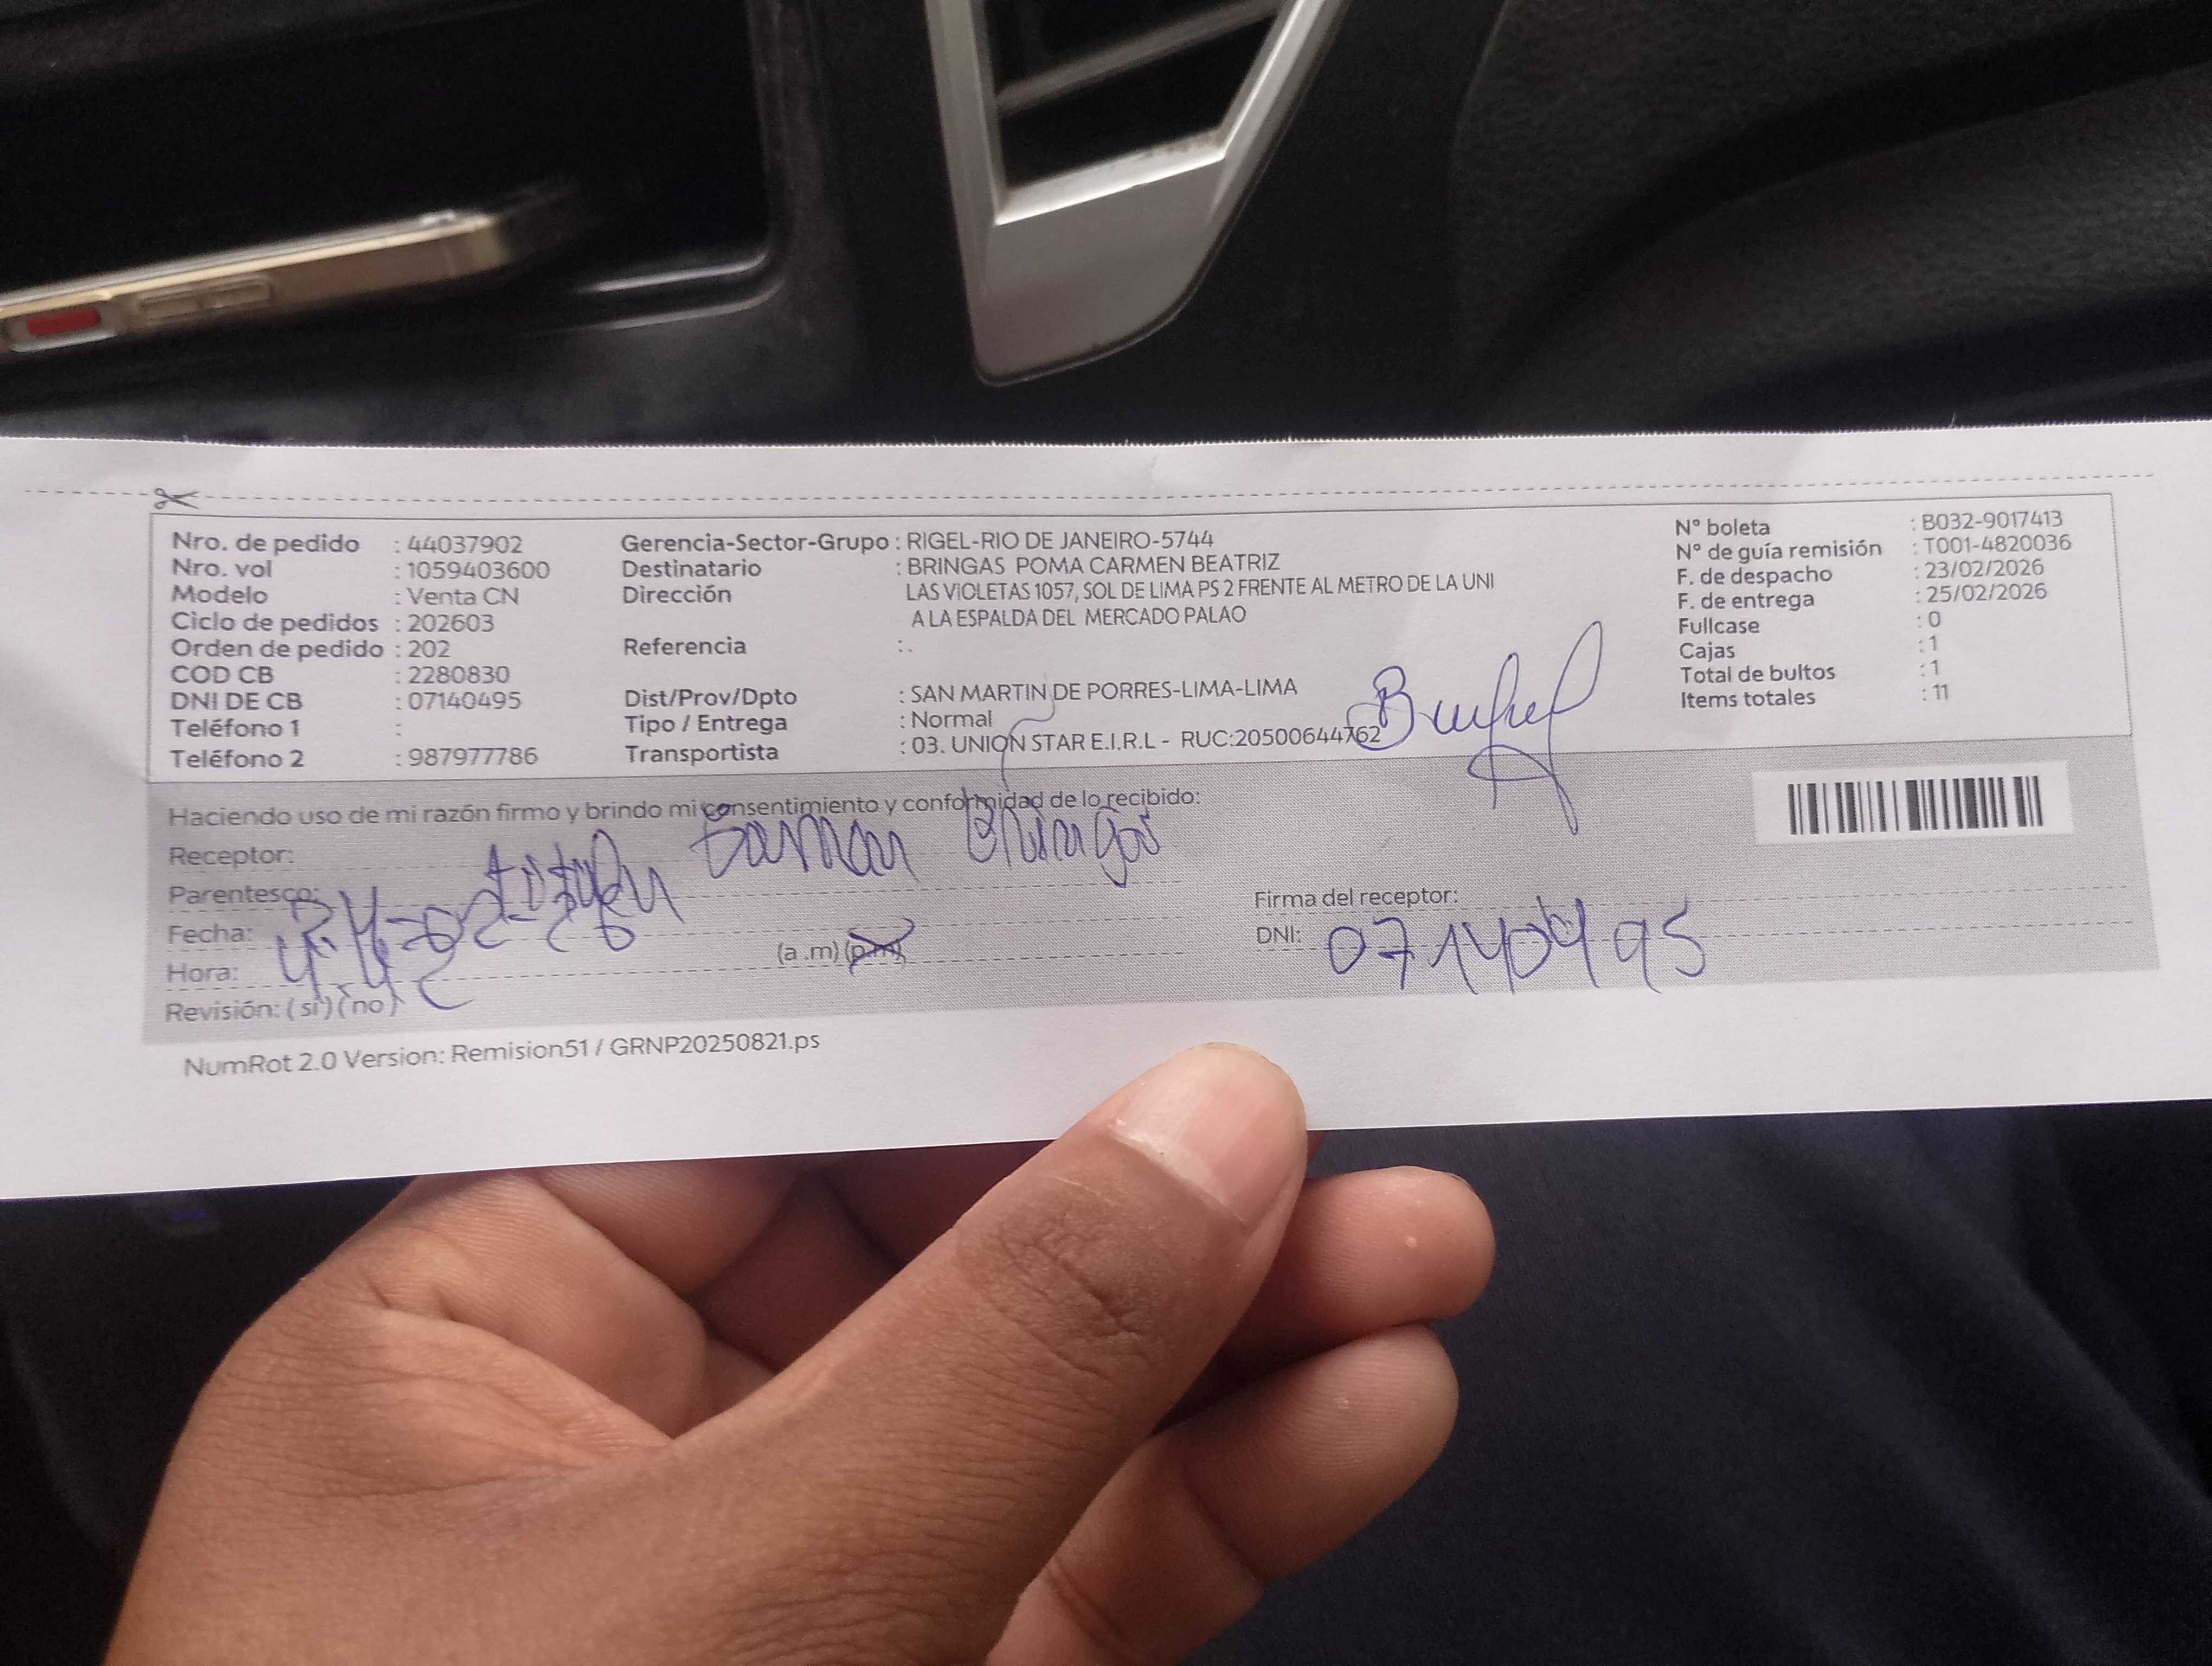 Nro. de pedido : 44037902
Nro. vol : 1059403600
Modelo : Venta CN
Ciclo de pedidos : 202603
Orden de pedido : 202
COD CB : 2280830
DNI DE CB : 07140495
Teléfono 1 :
Teléfono 2 : 987977786
Gerencia-Sector-Grupo : RIGEL-RIO DE JANEIRO-5744
Destinatario : BRINGAS POMA CARMEN BEATRIZ
Dirección LAS VIOLETAS 1057, SOL DE LIMA PS 2 FRENTE AL METRO DE LA UNI
A LA ESPALDA DEL MERCADO PALAO
Referencia : .
Dist/Prov/Dpto : SAN MARTIN DE PORRES-LIMA-LIMA
Tipo / Entrega : Normal
Transportista : 03. UNION STAR E.I.R.L - RUC:20500644762
N° boleta : B032-9017413
N° de guía remisión : T001-4820036
F. de despacho : 23/02/2026
F. de entrega : 25/02/2026
Fullcase : 0
Cajas : 1
Total de bultos : 1
Items totales : 11
Haciendo uso de mi razón firmo y brindo mi consentimiento y conformidad de lo recibido:
Receptor: Bringas
Parentesco:
Fecha:
Hora: (a .m) (p.m)
Revisión: ( si ) ( no )
Firma del receptor:
DNI: 07140495
NumRot 2.0 Version: Remision51 / GRNP20250821.ps